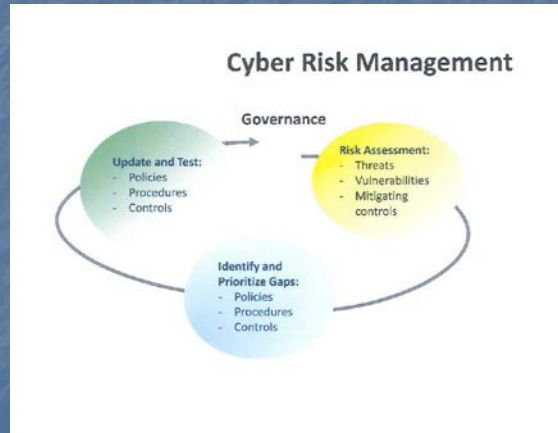 Cyber Risk Management
Governance
Update and Test:
- Policies
- Procedures
- Controls
Risk Assessment:
- Threats
- Vulnerabilities
- Mitigating
controls
Identify and
Prioritize Gaps:
- Policies
- Procedures
- Controls